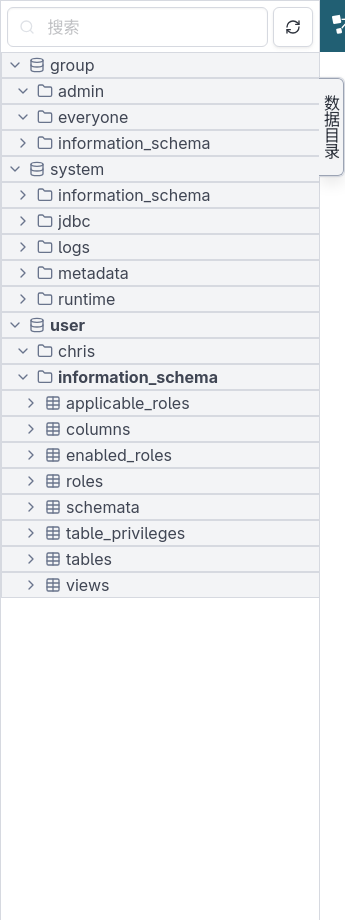 搜索
数据目录
group
admin
everyone
information_schema
system
information_schema
jdbc
logs
metadata
runtime
user
chris
information_schema
applicable_roles
columns
enabled_roles
roles
schemata
table_privileges
tables
views